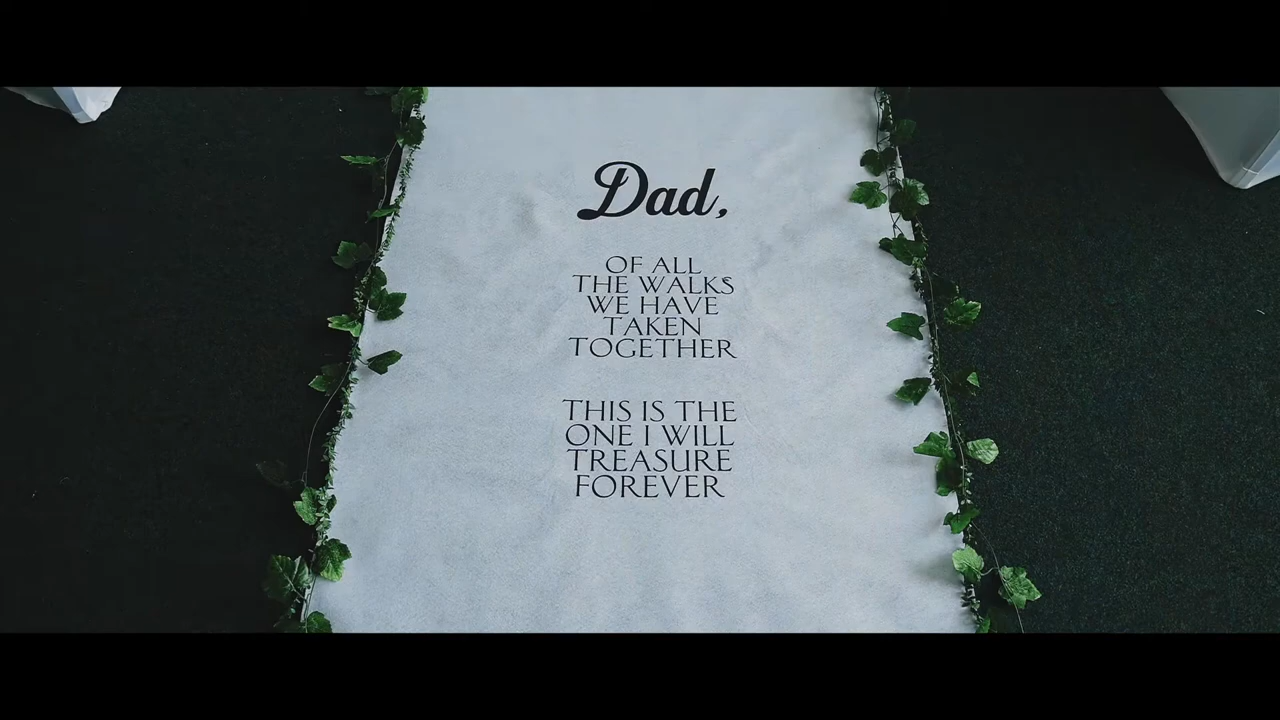 Dad,
OF ALL
THE WALKS
WE HAVE
TAKEN
TOGETHER
THIS IS THE
ONE I WILL
TREASURE
FOREVER